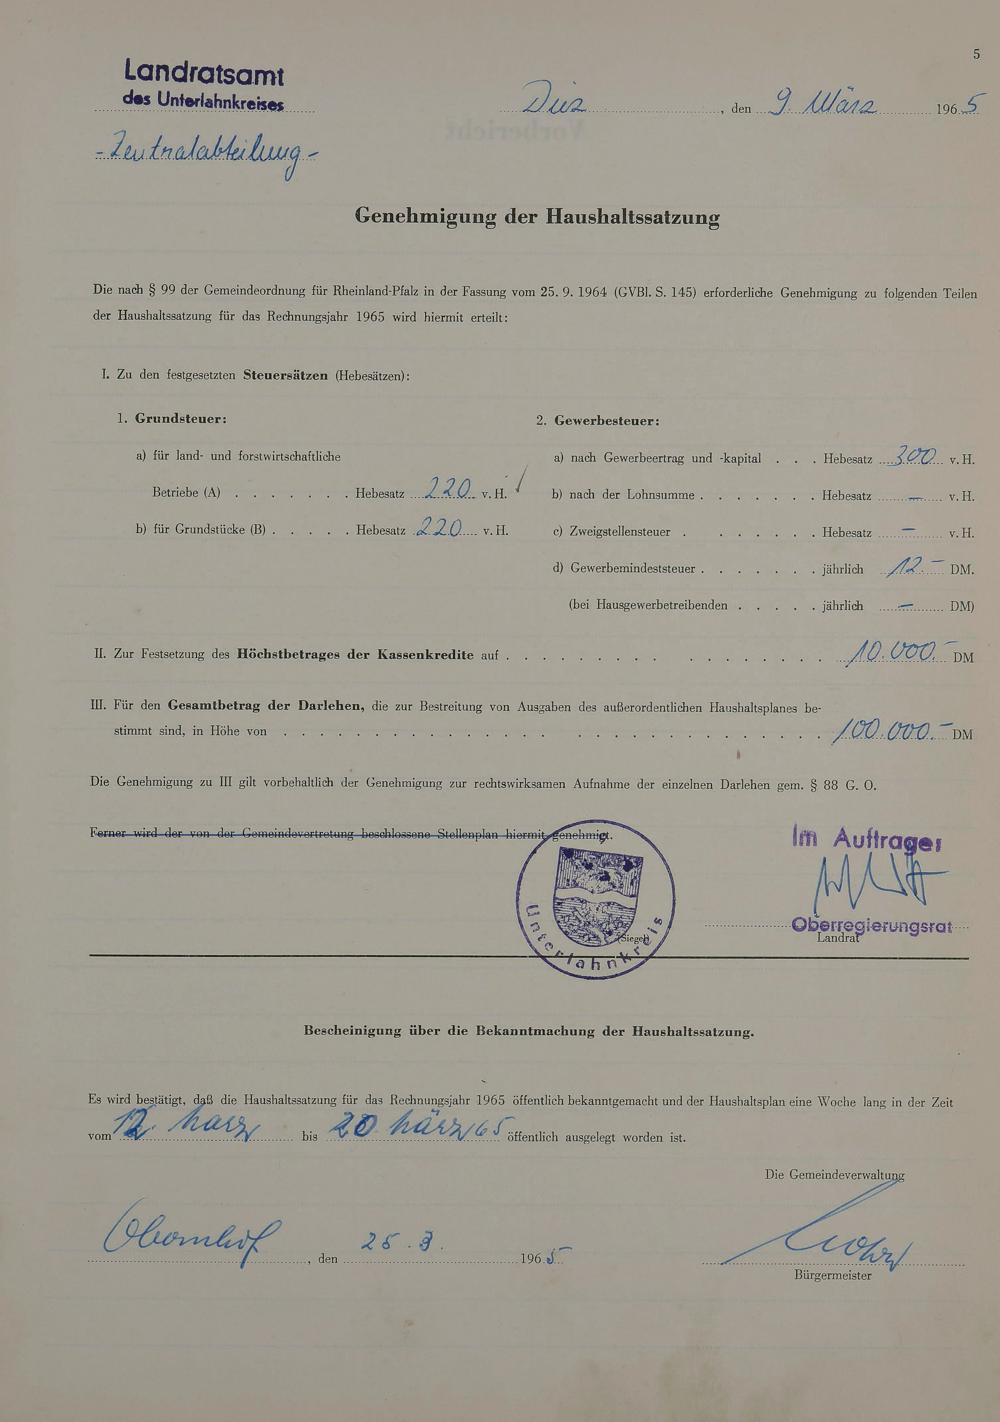 5
Landratsamt
des Unterlahnkreises
Diez, den 9. März 1965
-Zentralabteilung-
Genehmigung der Haushaltssatzung
Die nach § 99 der Gemeindeordnung für Rheinland-Pfalz in der Fassung vom 25. 9. 1964 (GVBl. S. 145) erforderliche Genehmigung zu folgenden Teilen
der Haushaltssatzung für das Rechnungsjahr 1965 wird hiermit erteilt:
I. Zu den festgesetzten Steuersätzen (Hebesätzen):
1. Grundsteuer:
a) für land- und forstwirtschaftliche
Betriebe (A) . . . . . . . Hebesatz 220 v. H.
b) für Grundstücke (B) . . . . . Hebesatz 220 v. H.
2. Gewerbesteuer:
a) nach Gewerbeertrag und -kapital . . . Hebesatz 300 v. H.
b) nach der Lohnsumme . . . . . . . Hebesatz — v. H.
c) Zweigstellensteuer . . . . . . . Hebesatz — v. H.
d) Gewerbemindeststeuer . . . . . . . jährlich 12.— DM.
(bei Hausgewerbetreibenden . . . . . jährlich — DM)
II. Zur Festsetzung des Höchstbetrages der Kassenkredite auf . . . . . . . . . . . . . . . . . . 10.000.— DM
III. Für den Gesamtbetrag der Darlehen, die zur Bestreitung von Ausgaben des außerordentlichen Haushaltsplanes be-
stimmt sind, in Höhe von . . . . . . . . . . . . . . . . . . . . . . . . . . . 100.000.— DM
Die Genehmigung zu III gilt vorbehaltlich der Genehmigung zur rechtswirksamen Aufnahme der einzelnen Darlehen gem. § 88 G. O.
Ferner wird der von der Gemeindevertretung beschlossene Stellenplan hiermit genehmigt.
Im Auftrage:
Oberregierungsrat
Landrat
(Siegel)
Unterlahnkreis
Bescheinigung über die Bekanntmachung der Haushaltssatzung.
Es wird bestätigt, daß die Haushaltssatzung für das Rechnungsjahr 1965 öffentlich bekanntgemacht und der Haushaltsplan eine Woche lang in der Zeit
vom 12. März bis 20 März 65 öffentlich ausgelegt worden ist.
Die Gemeindeverwaltung
Obernhof, den 25.3. 1965
Bürgermeister